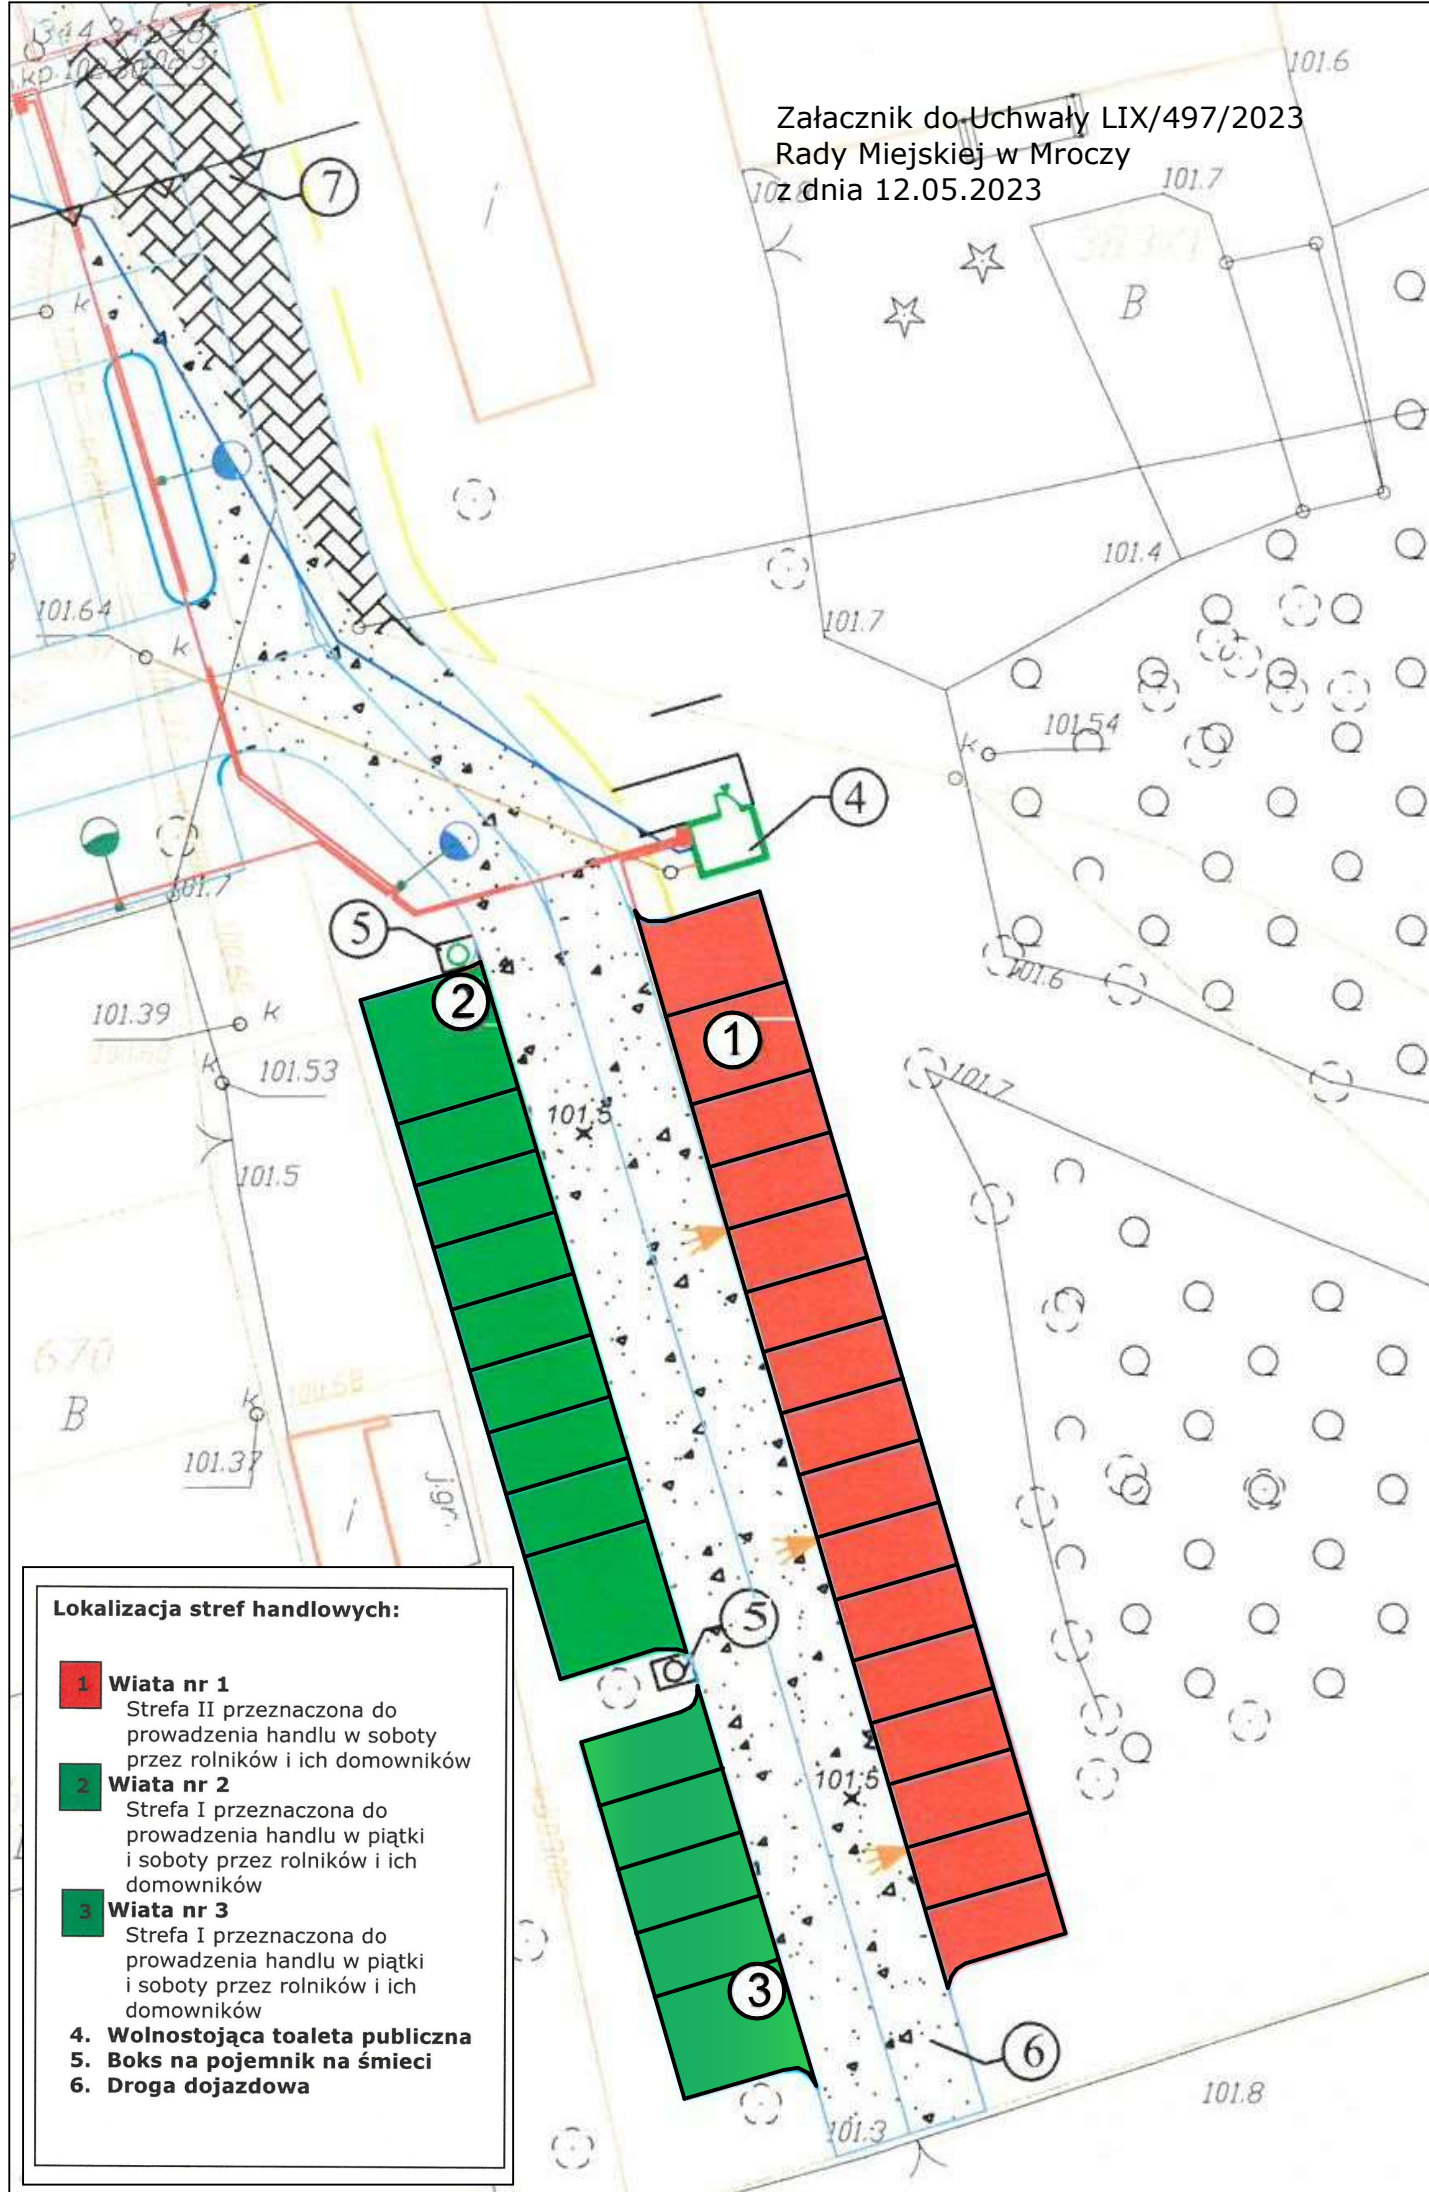 Załacznik do Uchwały LIX/497/2023
Rady Miejskiej w Mroczy
z dnia 12.05.2023
101.6
101.7
101.8
7
i
B
k
101.4
101.64
k
101.7
101.54
k
4
101.7
5
2
1
101.6
101.39
k
k
101.53
101.5
101.7
101.5
670
B
100.68
k
101.37
i
j.gr.
5
101.5
3
6
101.3
101.8
Lokalizacja stref handlowych:
1 Wiata nr 1
Strefa II przeznaczona do
prowadzenia handlu w soboty
przez rolników i ich domowników
2 Wiata nr 2
Strefa I przeznaczona do
prowadzenia handlu w piątki
i soboty przez rolników i ich
domowników
3 Wiata nr 3
Strefa I przeznaczona do
prowadzenia handlu w piątki
i soboty przez rolników i ich
domowników
4. Wolnostojąca toaleta publiczna
5. Boks na pojemnik na śmieci
6. Droga dojazdowa